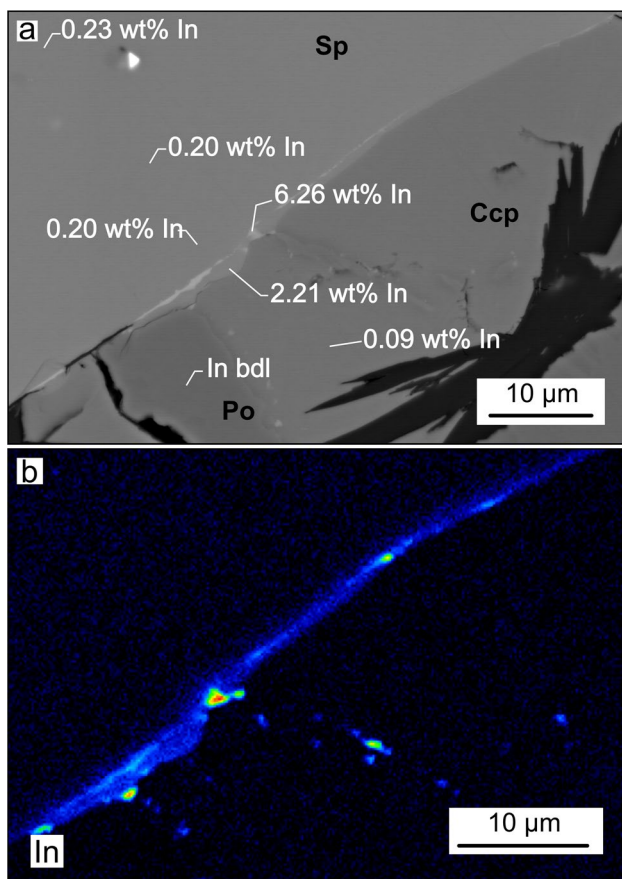 a
0.23 wt% In
Sp
0.20 wt% In
6.26 wt% In
Ccp
0.20 wt% In
2.21 wt% In
0.09 wt% In
In bdl
Po
10 µm
b
10 µm
In